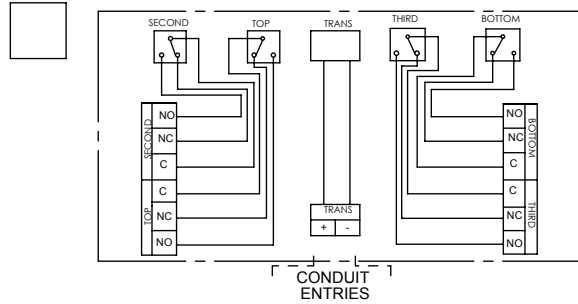 SECOND
TOP
TRANS
THIRD
BOTTOM
SECOND
NO
NC
C
TOP
C
NC
NO
TRANS
+ -
NO
NC
C
BOTTOM
C
NC
NO
THIRD
CONDUIT
ENTRIES